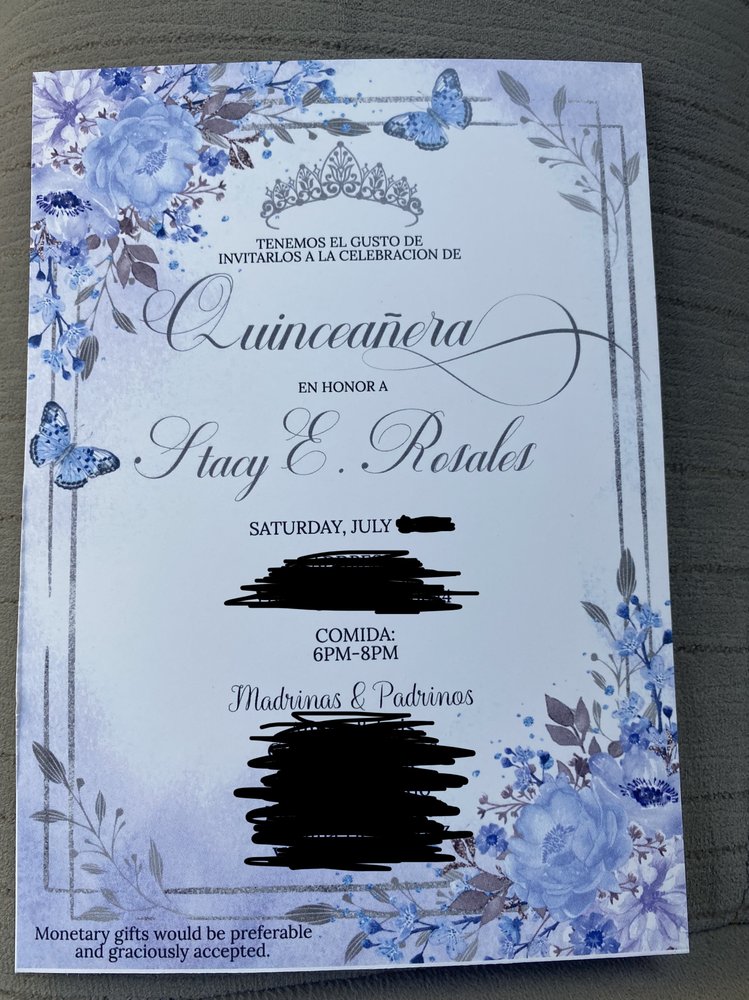 TENEMOS EL GUSTO DE
INVITARLOS A LA CELEBRACION DE
Quinceañera
EN HONOR A
Stacy E. Rosales
SATURDAY, JULY
COMIDA:
6PM-8PM
Madrinas & Padrinos
Monetary gifts would be preferable
and graciously accepted.